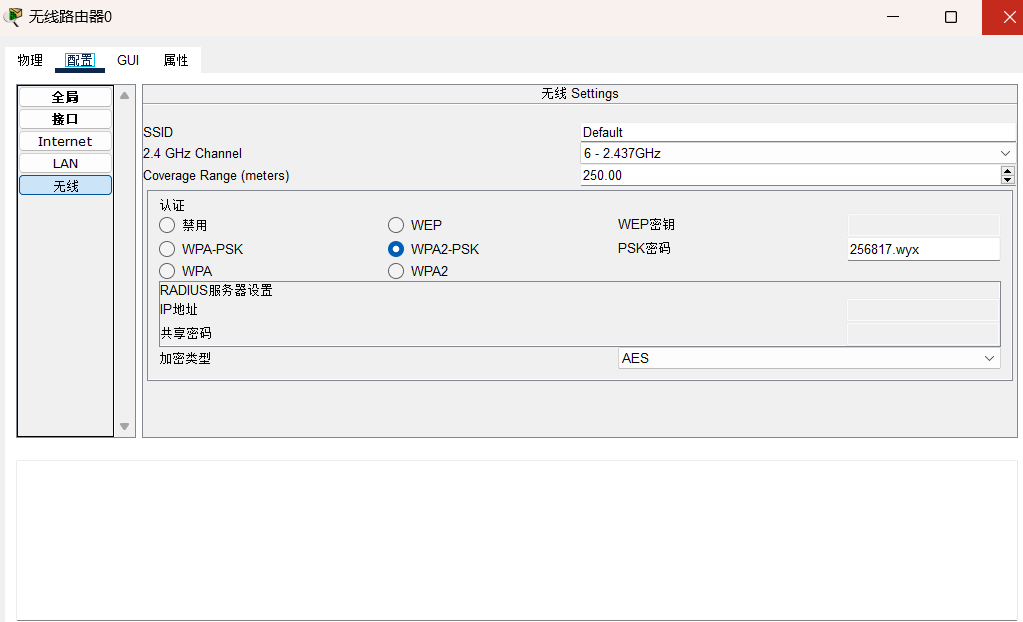 无线路由器0
物理 配置 GUI 属性
全局
接口
Internet
LAN
无线
无线 Settings
SSID Default
2.4 GHz Channel 6 - 2.437GHz
Coverage Range (meters) 250.00
认证
禁用 WEP WEP密钥
WPA-PSK WPA2-PSK PSK密码 256817.wyx
WPA WPA2
RADIUS服务器设置
IP地址
共享密码
加密类型 AES